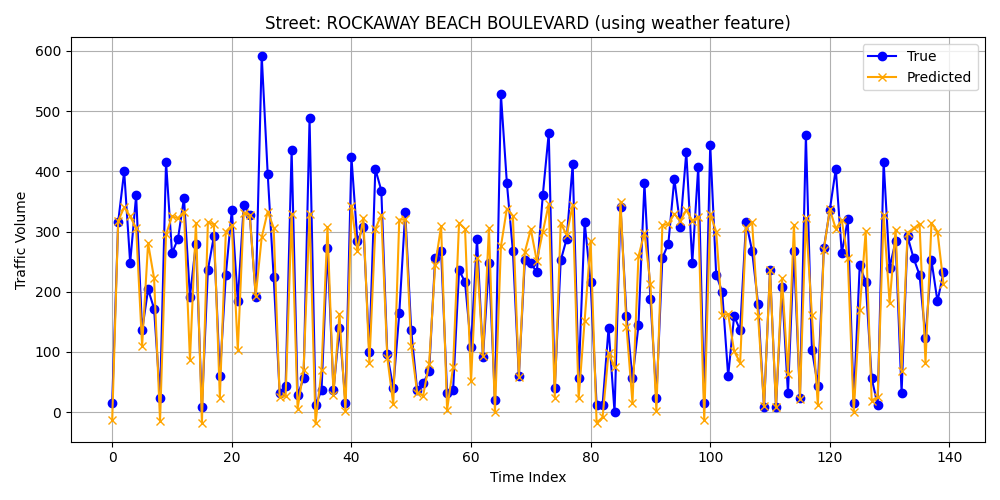 Street: ROCKAWAY BEACH BOULEVARD (using weather feature)
True
Predicted
Traffic Volume
600
500
400
300
200
100
0
0 20 40 60 80 100 120 140
Time Index